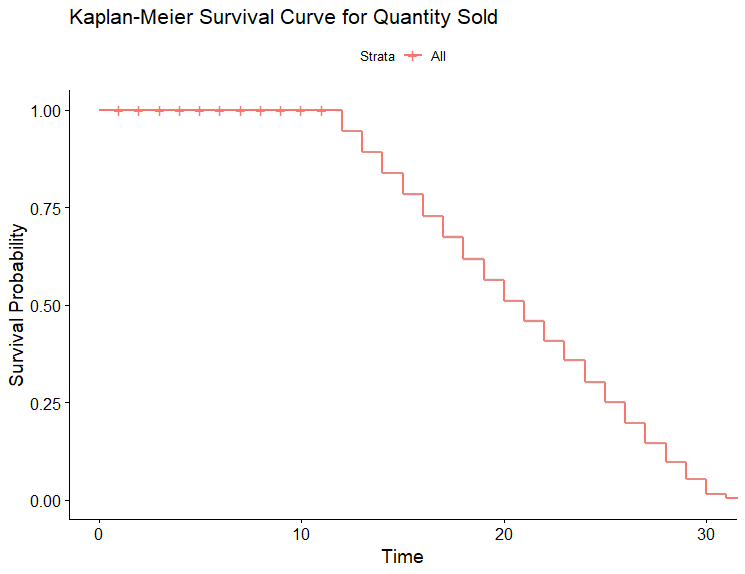 Kaplan-Meier Survival Curve for Quantity Sold
Strata All
1.00
0.75
0.50
0.25
0.00
Survival Probability
0 10 20 30
Time